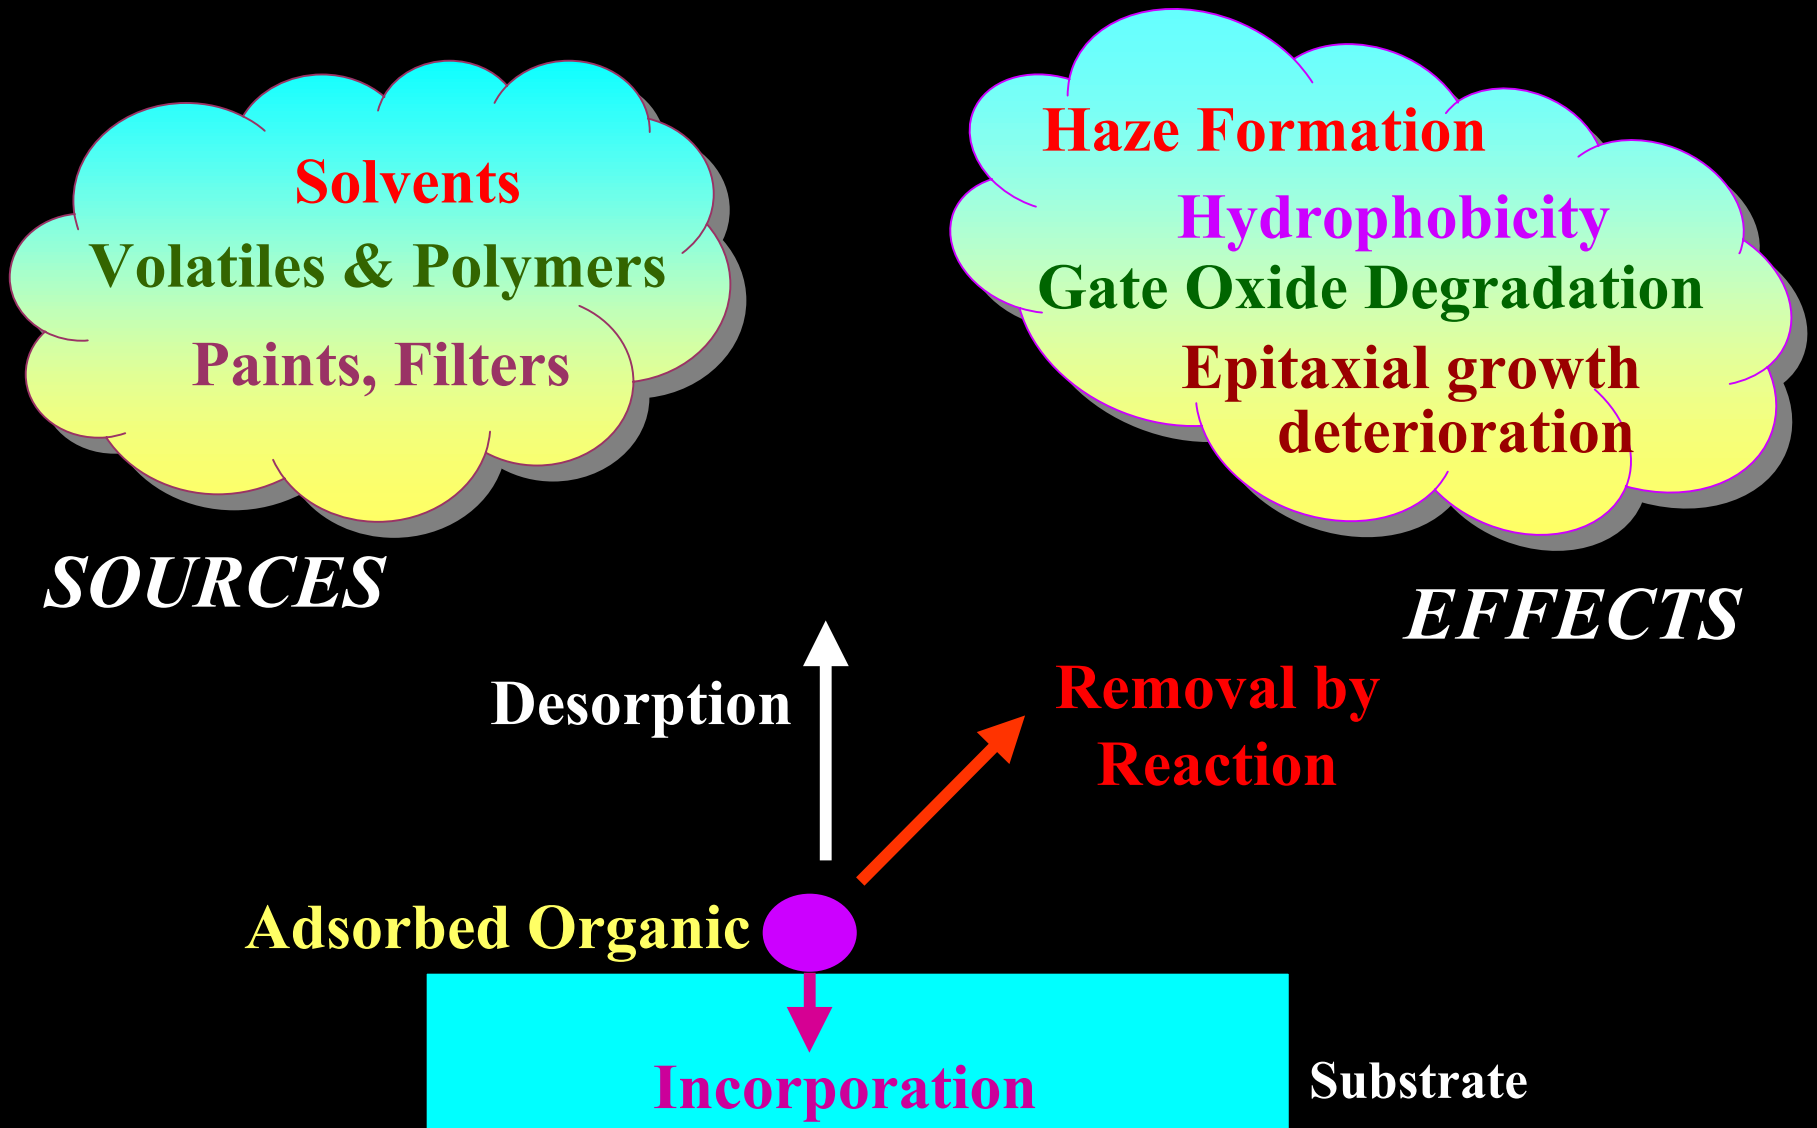 Solvents
Volatiles & Polymers
Paints, Filters
SOURCES
Haze Formation
Hydrophobicity
Gate Oxide Degradation
Epitaxial growth
deterioration
EFFECTS
Desorption
Removal by
Reaction
Adsorbed Organic
Incorporation
Substrate